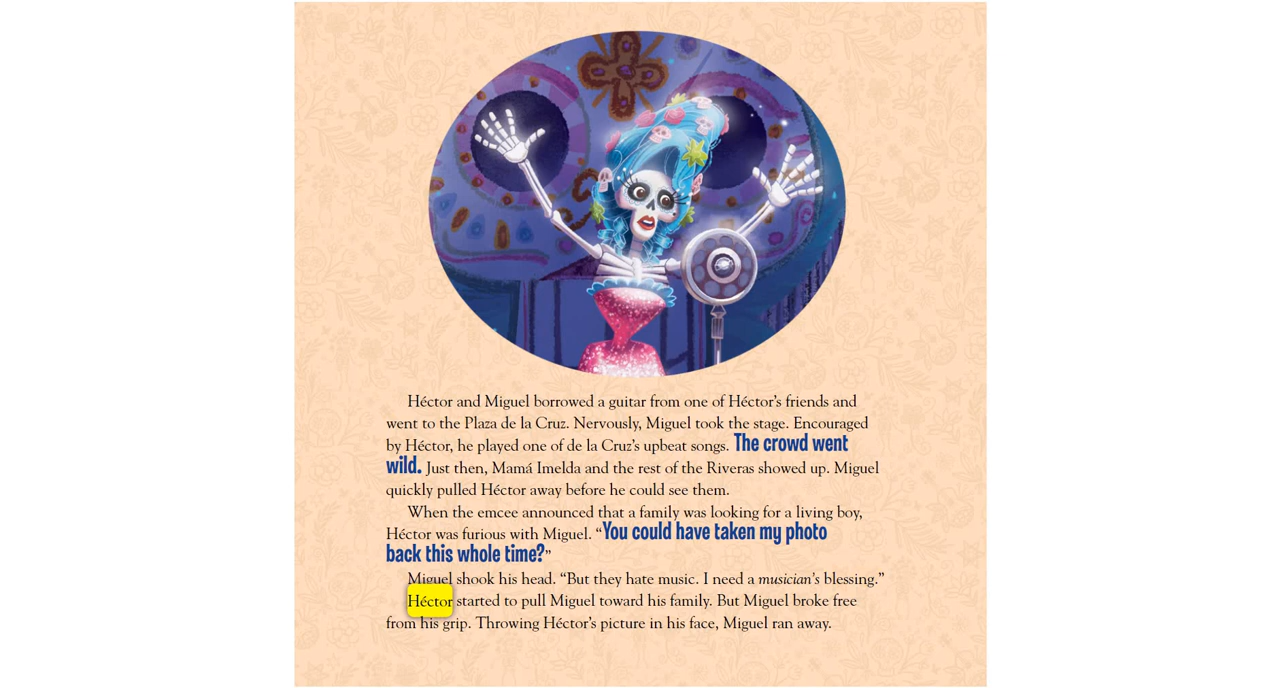 Héctor and Miguel borrowed a guitar from one of Héctor’s friends and
went to the Plaza de la Cruz. Nervously, Miguel took the stage. Encouraged
by Héctor, he played one of de la Cruz’s upbeat songs. The crowd went
wild. Just then, Mamá Imelda and the rest of the Riveras showed up. Miguel
quickly pulled Héctor away before he could see them.
When the emcee announced that a family was looking for a living boy,
Héctor was furious with Miguel. “You could have taken my photo
back this whole time?”
Miguel shook his head. “But they hate music. I need a musician’s blessing.”
Héctor started to pull Miguel toward his family. But Miguel broke free
from his grip. Throwing Héctor’s picture in his face, Miguel ran away.